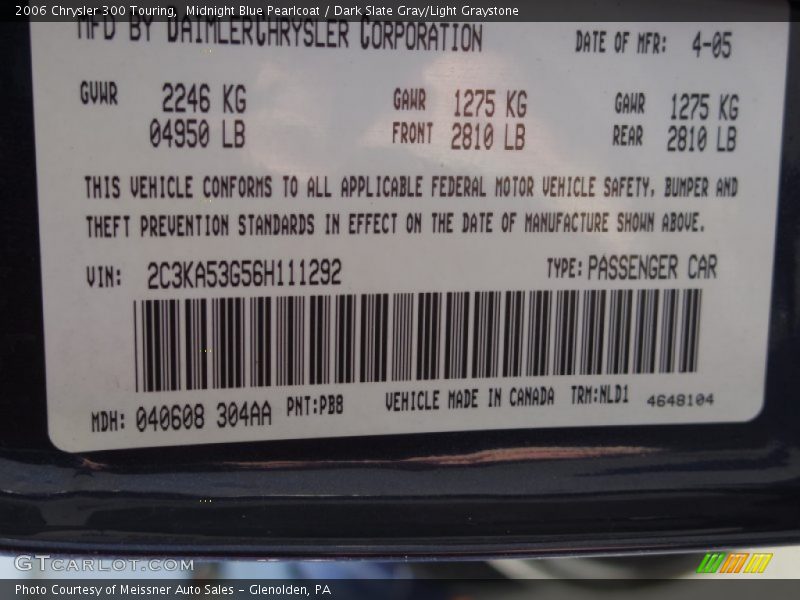 2006 Chrysler 300 Touring, Midnight Blue Pearlcoat / Dark Slate Gray/Light Graystone
MFD BY DAIMLERCHRYSLER CORPORATION DATE OF MFR: 4-05
GVWR 2246 KG GAWR 1275 KG GAWR 1275 KG
04950 LB FRONT 2810 LB REAR 2810 LB
THIS VEHICLE CONFORMS TO ALL APPLICABLE FEDERAL MOTOR VEHICLE SAFETY, BUMPER AND
THEFT PREVENTION STANDARDS IN EFFECT ON THE DATE OF MANUFACTURE SHOWN ABOVE.
VIN: 2C3KA53G56H111292 TYPE: PASSENGER CAR
MDH: 040608 304AA PNT:PB8 VEHICLE MADE IN CANADA TRM:NLD1 4648104
GTCARLOT.COM
Photo Courtesy of Meissner Auto Sales - Glenolden, PA